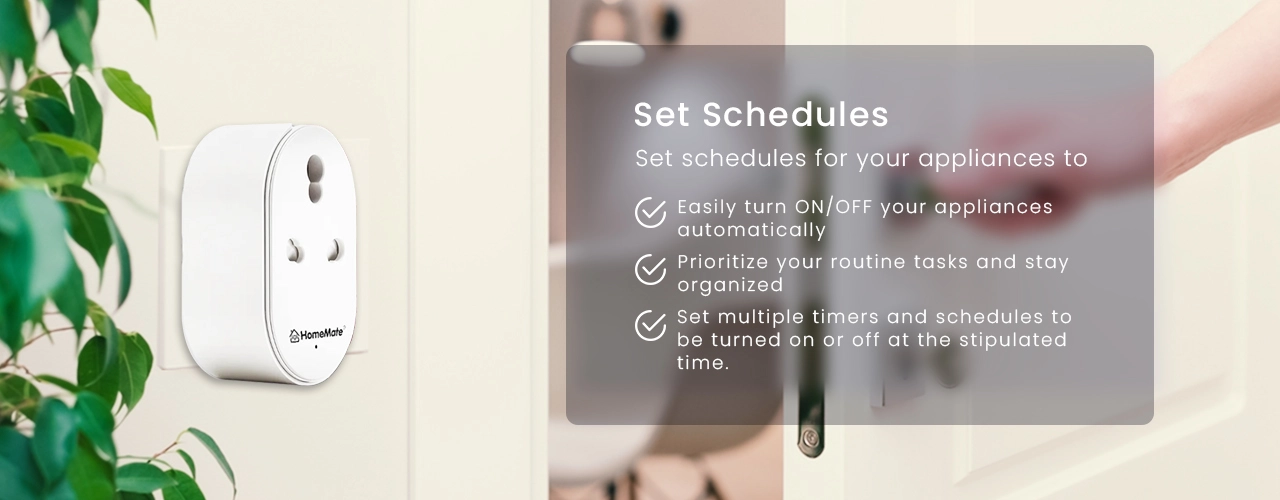 Set Schedules
Set schedules for your appliances to
Easily turn ON/OFF your appliances
automatically
Prioritize your routine tasks and stay
organized
Set multiple timers and schedules to
be turned on or off at the stipulated
time.
HomeMate